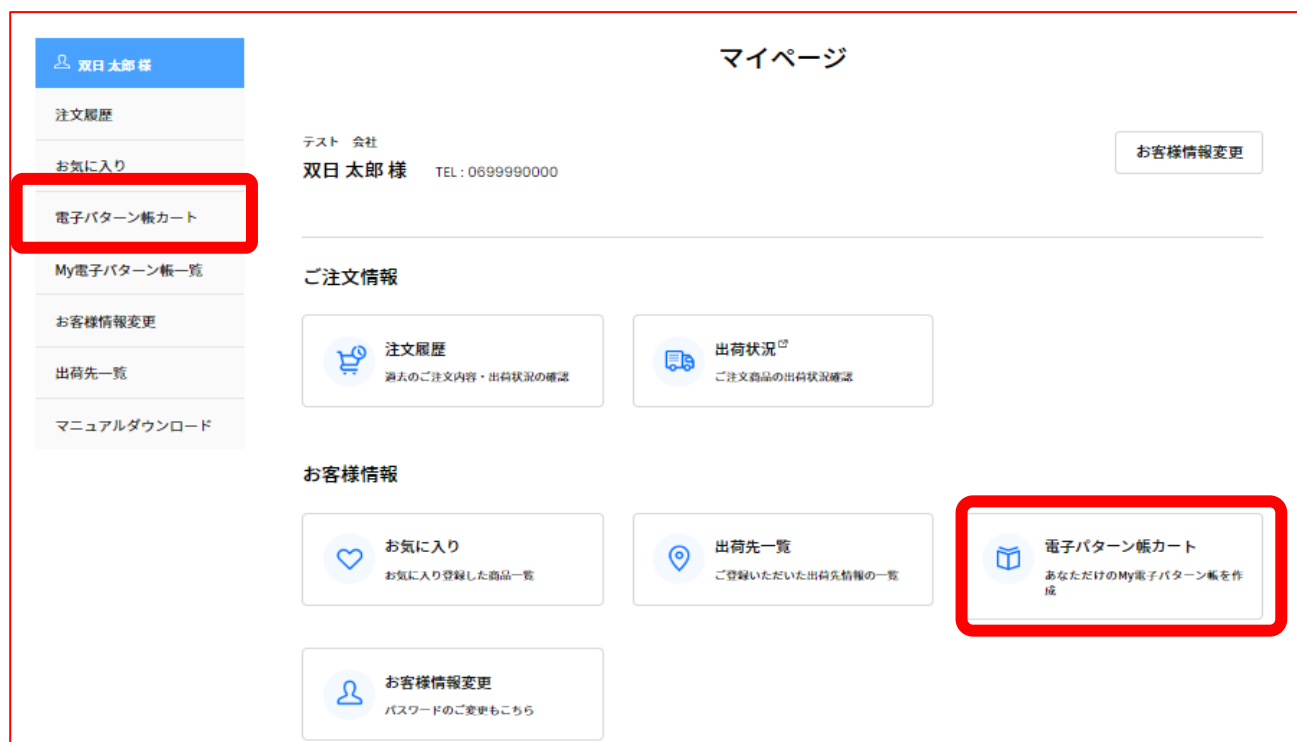 双日 太郎 様
注文履歴
お気に入り
電子パターン帳カート
My電子パターン帳一覧
お客様情報変更
出荷先一覧
マニュアルダウンロード
マイページ
テスト 会社
双日 太郎 様 TEL : 0699990000
お客様情報変更
ご注文情報
注文履歴
過去のご注文内容・出荷状況の確認
出荷状況
ご注文商品の出荷状況確認
お客様情報
お気に入り
お気に入り登録した商品一覧
出荷先一覧
ご登録いただいた出荷先情報の一覧
電子パターン帳カート
あなただけのMy電子パターン帳を作
成
お客様情報変更
パスワードのご変更もこちら